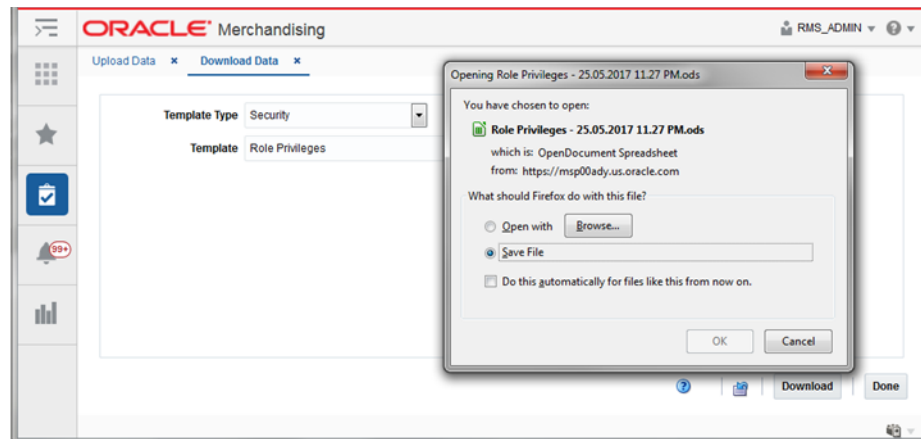 ORACLE® Merchandising
RMS_ADMIN
Upload Data × Download Data ×
Template Type Security
Template Role Privileges
99+
Opening Role Privileges - 25.05.2017 11.27 PM.ods
You have chosen to open:
Role Privileges - 25.05.2017 11.27 PM.ods
which is: OpenDocument Spreadsheet
from: https://msp00ady.us.oracle.com
What should Firefox do with this file?
Open with Browse...
Save File
Do this automatically for files like this from now on.
OK Cancel
Download Done